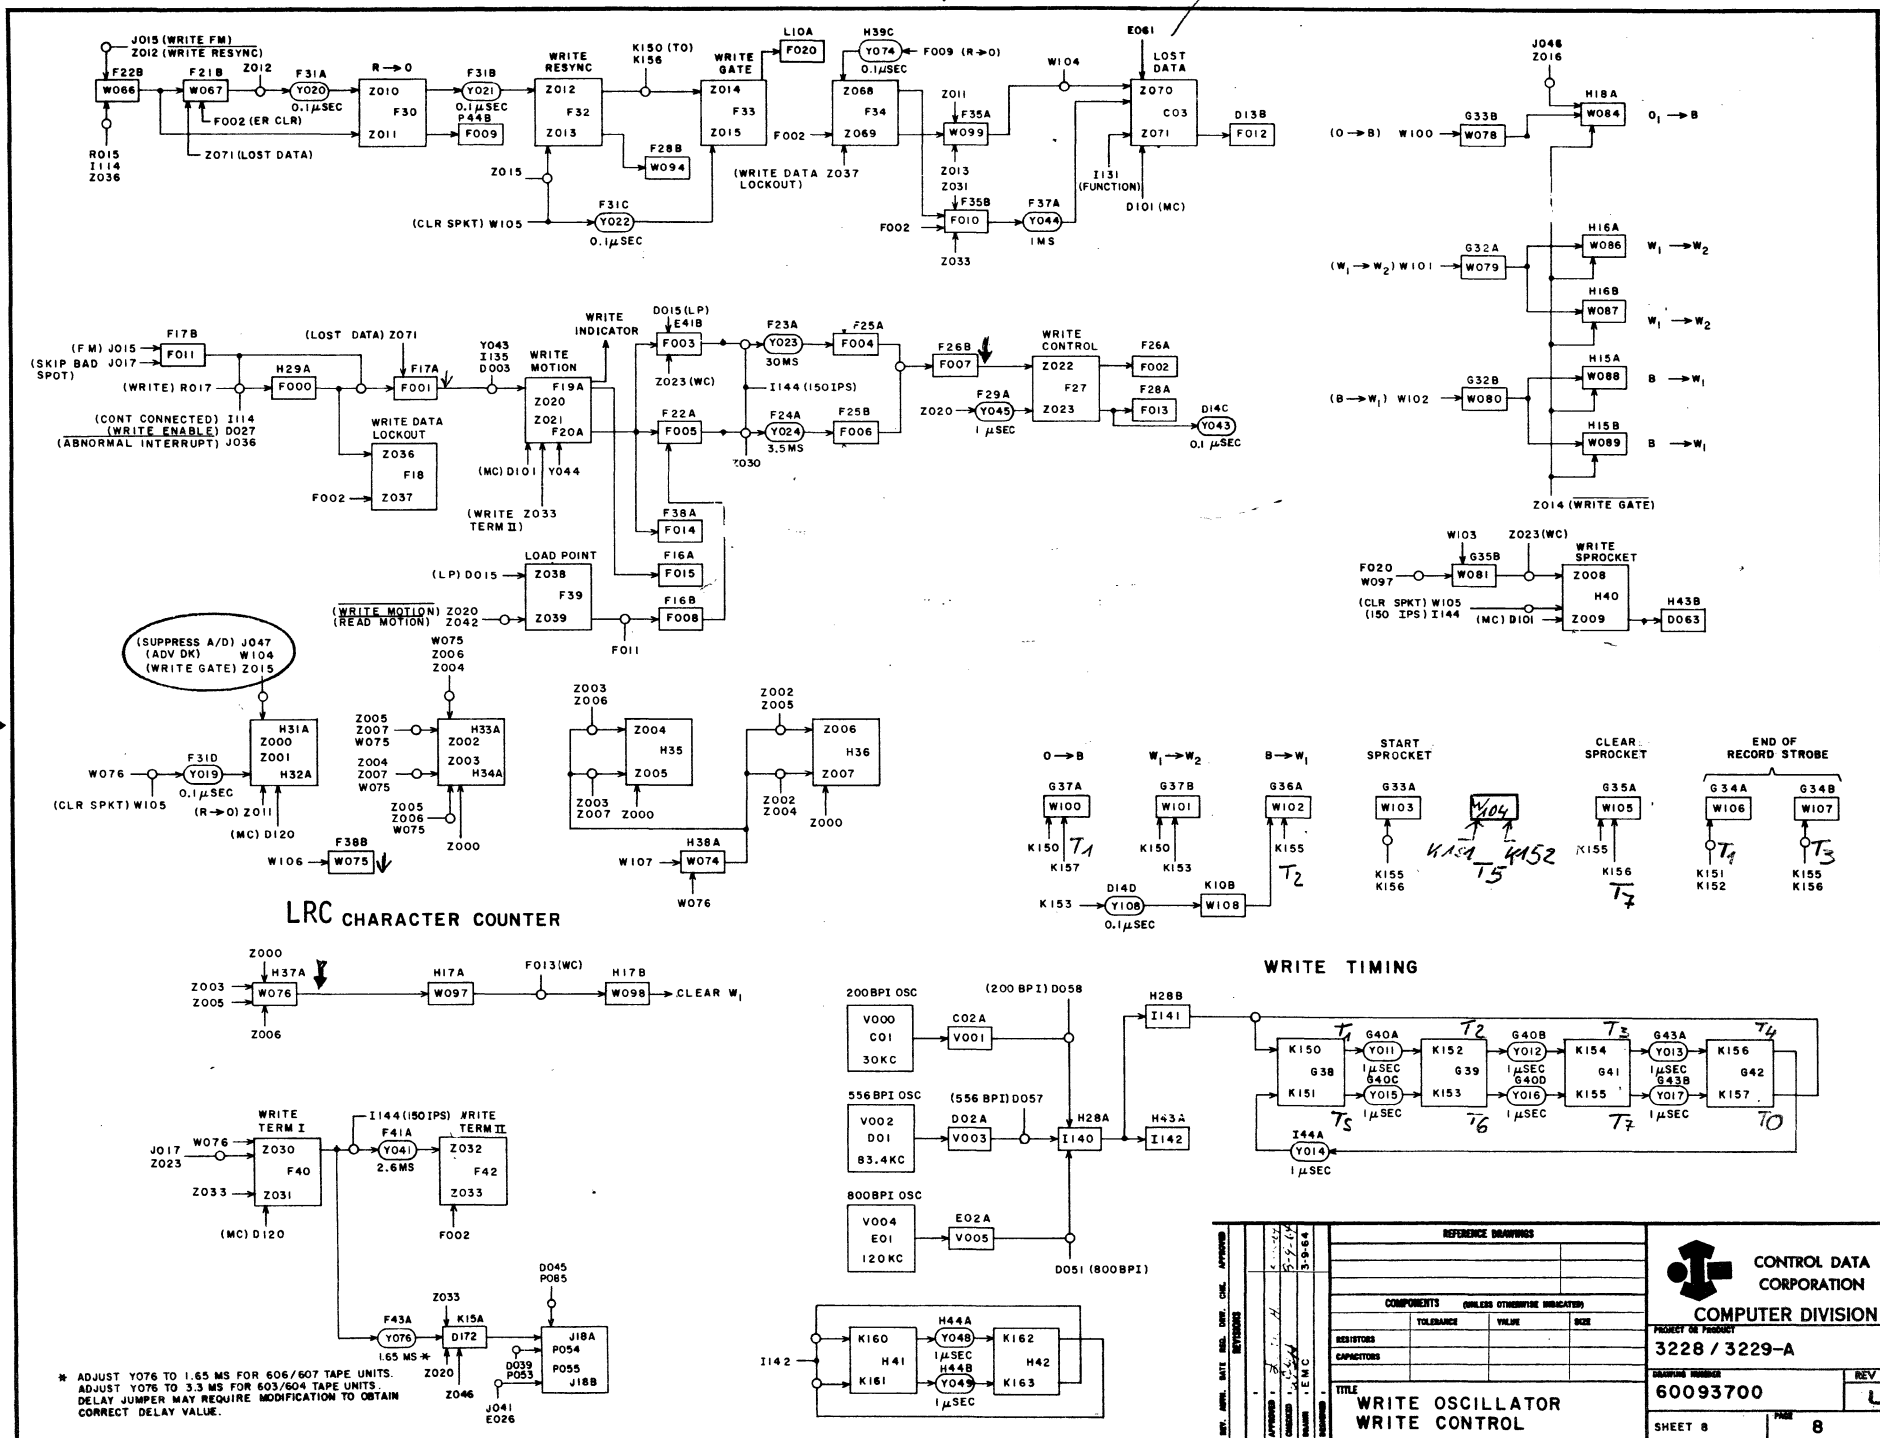 J015 (WRITE FM)
Z012 (WRITE RESYNC)
F22B
W066
R015
I114
Z036
F21B
W067
Z012
F002 (ER CLR)
Z071 (LOST DATA)
F31A
Y020
0.1µSEC
R→0
Z010
F30
Z011
F31B
Y021
0.1µSEC
P44B
F009
WRITE
RESYNC
Z012
F32
Z013
K150 (TO)
K156
F28B
W094
Z015
(CLR SPKT) W105
F31C
Y022
0.1µSEC
WRITE
GATE
Z014
F33
Z015
L10A
F020
H39C
Y074
0.1µSEC
F009 (R→0)
Z068
F34
Z069
F002
(WRITE DATA Z037
LOCKOUT)
Z011
F35A
W099
Z013
Z031
F35B
F010
F002
Z033
F37A
Y044
1MS
W104
E061
LOST
DATA
Z070
C03
Z071
I131
(FUNCTION)
D101 (MC)
D13B
F012
J046
Z016
H18A
W084
O₁ → B
(O→B) W100
G33B
W078
H16A
W086
W₁ → W₂
(W₁→W₂) W101
G32A
W079
H16B
W087
W₁ → W₂
H15A
W088
B → W₁
(B→W₁) W102
G32B
W080
H15B
W089
B → W₁
Z014 (WRITE GATE)
F17B
(FM) J015
F011
(SKIP BAD J017
SPOT)
(WRITE) R017
H29A
F000
(CONT CONNECTED) I114
(WRITE ENABLE) D027
(ABNORMAL INTERRUPT) J036
(LOST DATA) Z071
F17A
F001
WRITE DATA
LOCKOUT
Z036
F18
Z037
F002
Y043
I135
D003
WRITE
MOTION
F19A
Z020
Z021
F20A
WRITE
INDICATOR
(MC) D101 Y044
(WRITE Z033
TERM II)
D015 (LP)
E41B
F003
Z023 (WC)
F22A
F005
F38A
F014
F16A
F015
F16B
F008
LOAD POINT
(LP) D015
Z038
F39
Z039
(WRITE MOTION) Z020
(READ MOTION) Z042
F011
F23A
Y023
30MS
I144 (150 IPS)
F24A
Y024
3.5MS
Z030
F25A
F004
F25B
F006
F26B
F007
Z020
F29A
Y045
1 µSEC
WRITE
CONTROL
Z022
F27
Z023
F26A
F002
F28A
F013
D14C
Y043
0.1 µSEC
W103
Z023 (WC)
G35B
W081
F020
W097
WRITE
SPROCKET
Z008
H40
Z009
(CLR SPKT) W105
(150 IPS) I144
(MC) D101
H43B
D063
(SUPPRESS A/D) J047
(ADV DK) W104
(WRITE GATE) Z015
H31A
Z000
Z001
H32A
W076
F31D
Y019
0.1µSEC
(CLR SPKT) W105
(R→0) Z011
(MC) D120
W106
F38B
W075
W075
Z006
Z004
Z005
Z007
W075
Z004
Z007
W075
H33A
Z002
Z003
H34A
Z005
Z006
W075
Z000
Z003
Z006
Z004
H35
Z005
Z003
Z007
Z000
Z002
Z005
Z006
H36
Z007
Z002
Z004
Z000
W107
H38A
W074
W076
LRC CHARACTER COUNTER
O→B
G37A
W100
K150 T1
K157
W₁→W₂
G37B
W101
K150
K153
B→W₁
G36A
W102
K155
T2
K153
D14D
Y108
0.1µSEC
K10B
W108
START
SPROCKET
G33A
W103
K155
K156
W104
K151 K152
T5
CLEAR
SPROCKET
G35A
W105
K155
K156
T7
END OF
RECORD STROBE
G34A
W106
T1
K151
K152
G34B
W107
T3
K155
K156
WRITE TIMING
Z000
H37A
Z003
W076
Z005
Z006
H17A
W097
F013 (WC)
H17B
W098
CLEAR W₁
200BPI OSC
V000
C01
30KC
C02A
V001
(200 BPI) D058
556BPI OSC
V002
D01
83.4KC
D02A
V003
(556 BPI) D057
800BPI OSC
V004
E01
120KC
E02A
V005
D051 (800BPI)
H28A
I140
H28B
I141
H43A
I142
K150
G38
K151
T1
T5
G40A
Y011
1µSEC
G40C
Y015
1µSEC
T2
K152
G39
K153
T6
G40B
Y012
1µSEC
G40D
Y016
1µSEC
T3
K154
G41
K155
T7
G43A
Y013
1µSEC
G43B
Y017
1µSEC
T4
K156
G42
K157
T0
I44A
Y014
1µSEC
WRITE
TERM I
W076
J017
Z023
Z030
F40
Z031
Z033
(MC) D120
I144 (150 IPS)
F41A
Y041
2.6MS
WRITE
TERM II
Z032
F42
Z033
F002
F43A
Y076
1.65 MS *
Z033
K15A
D172
Z020
Z046
D045
P085
J18A
P054
P055
J18B
D039
P053
J041
E026
* ADJUST Y076 TO 1.65 MS FOR 606/607 TAPE UNITS.
ADJUST Y076 TO 3.3 MS FOR 603/604 TAPE UNITS.
DELAY JUMPER MAY REQUIRE MODIFICATION TO OBTAIN
CORRECT DELAY VALUE.
I142
K160
H41
K161
H44A
Y048
1µSEC
H44B
Y049
1µSEC
K162
H42
K163
REVISIONS
3-9-64
EMC
REFERENCE DRAWINGS
COMPONENTS (UNLESS OTHERWISE INDICATED)
TOLERANCE VALUE SIZE
RESISTORS
CAPACITORS
TITLE
WRITE OSCILLATOR
WRITE CONTROL
CONTROL DATA
CORPORATION
COMPUTER DIVISION
PROJECT OR PRODUCT
3228 / 3229-A
DRAWING NUMBER
60093700
REV
SHEET 8
PAGE
8